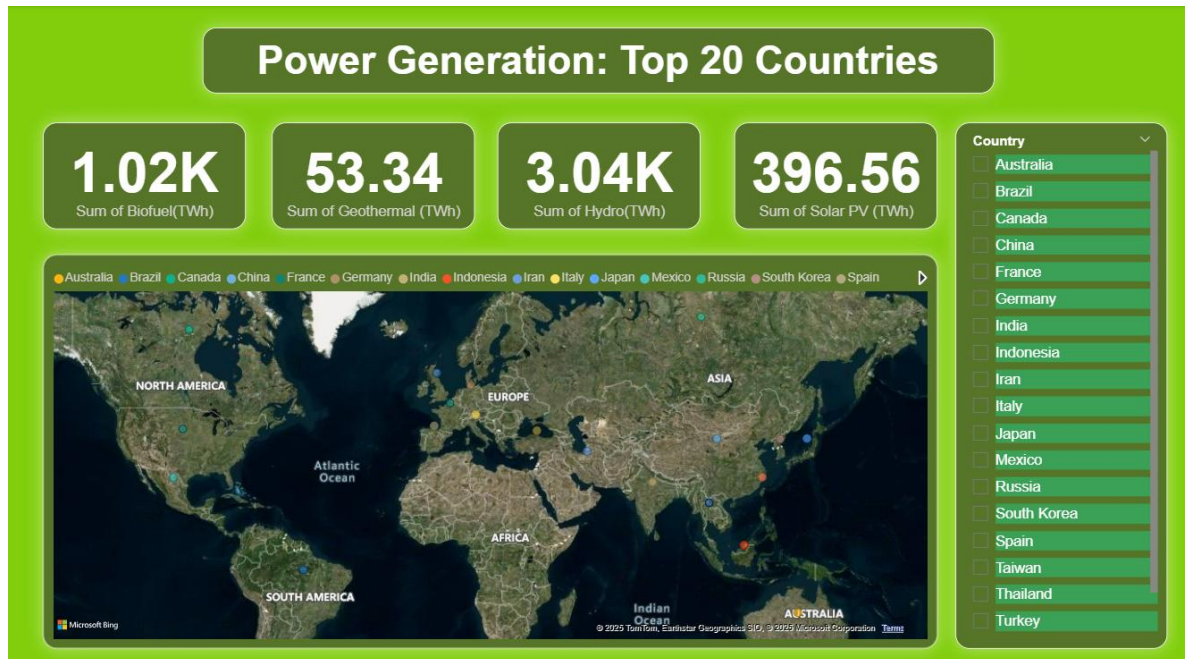 Power Generation: Top 20 Countries
1.02K
Sum of Biofuel(TWh)
53.34
Sum of Geothermal (TWh)
3.04K
Sum of Hydro(TWh)
396.56
Sum of Solar PV (TWh)
Country
Australia
Brazil
Canada
China
France
Germany
India
Indonesia
Iran
Italy
Japan
Mexico
Russia
South Korea
Spain
Taiwan
Thailand
Turkey
Australia Brazil Canada China France Germany India Indonesia Iran Italy Japan Mexico Russia South Korea Spain
NORTH AMERICA
ASIA
EUROPE
Atlantic
Ocean
AFRICA
SOUTH AMERICA
Indian
Ocean
AUSTRALIA
Microsoft Bing
© 2025 TomTom, Earthstar Geographics SIO, © 2025 Microsoft Corporation Terms